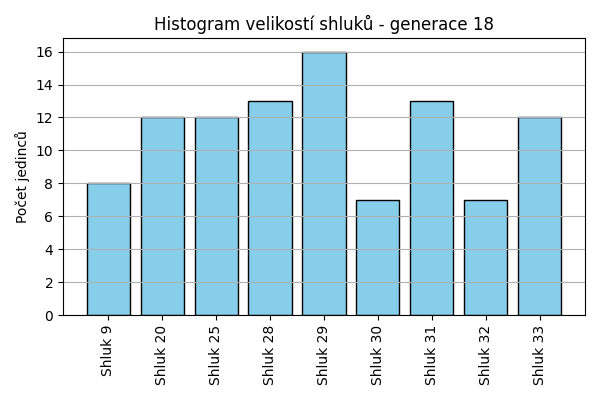 Histogram velikostí shluků - generace 18
Počet jedinců
16
14
12
10
8
6
4
2
0
Shluk 9
Shluk 20
Shluk 25
Shluk 28
Shluk 29
Shluk 30
Shluk 31
Shluk 32
Shluk 33